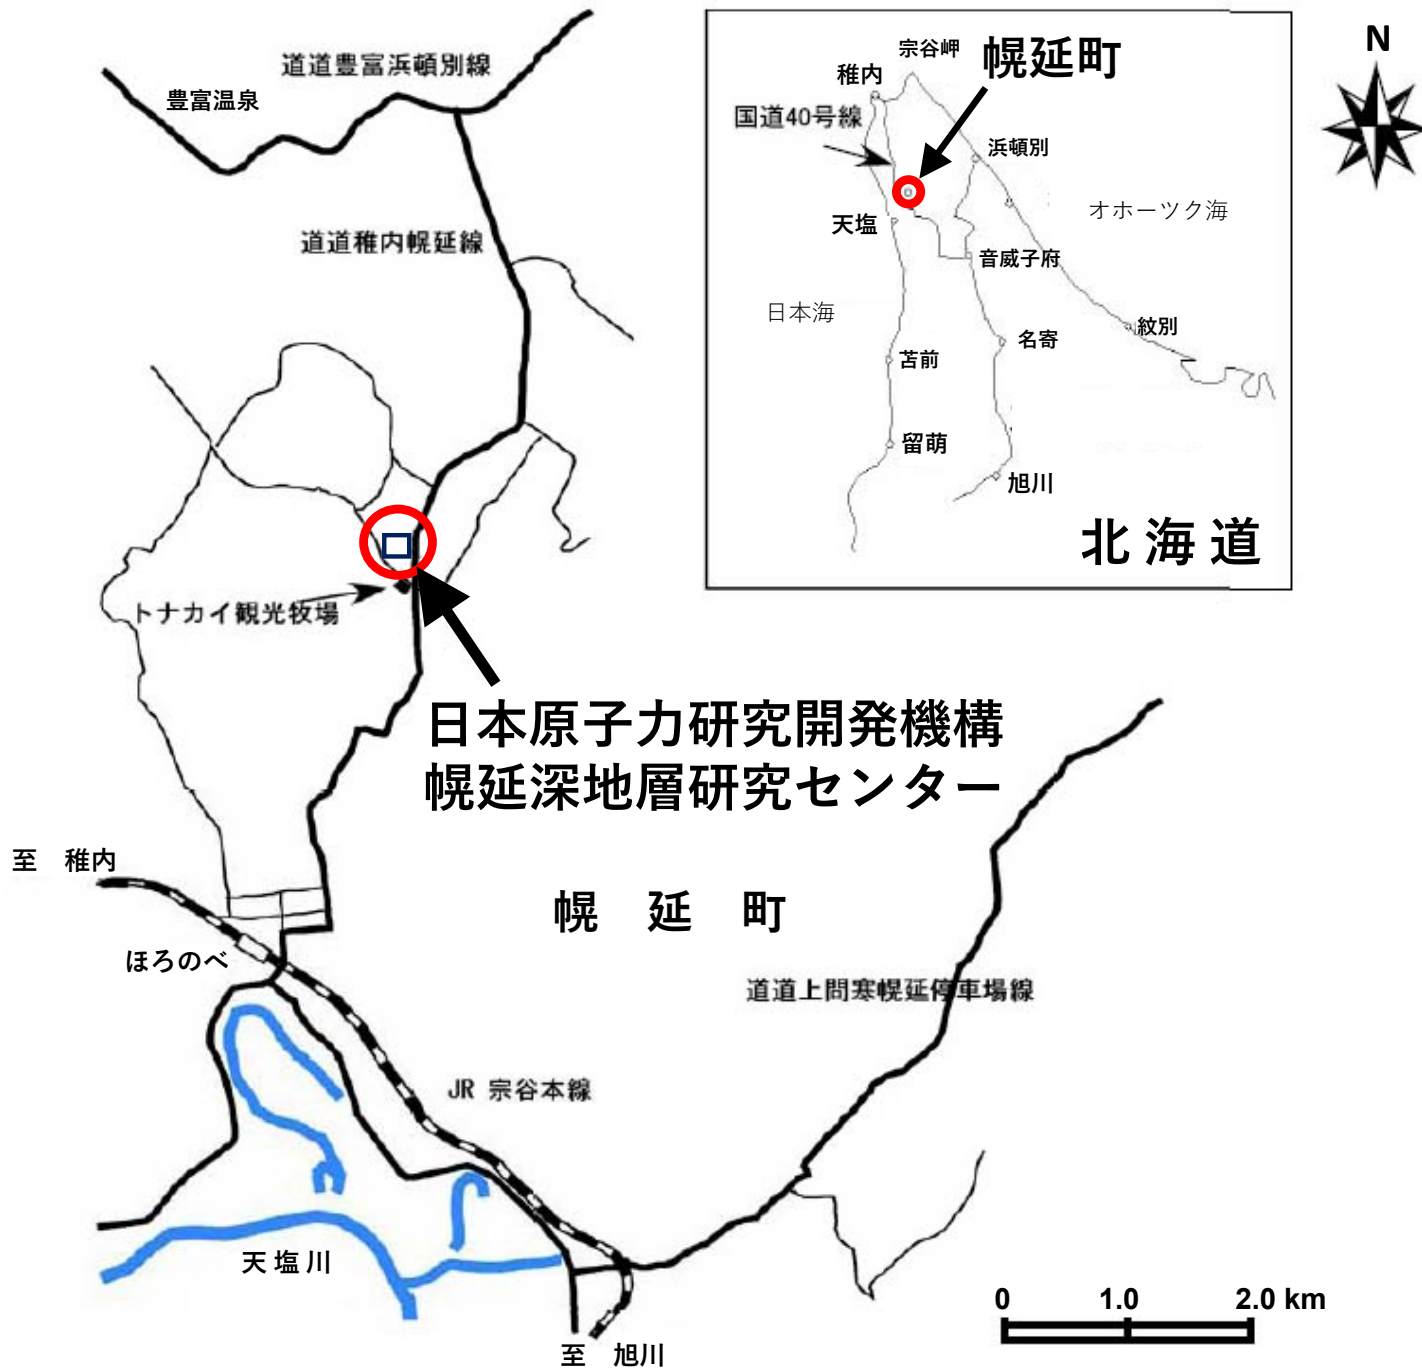 道道豊富浜頓別線
豊富温泉
道道稚内幌延線
トナカイ観光牧場
日本原子力研究開発機構
幌延深地層研究センター
至 稚内
ほろのべ
幌 延 町
道道上問寒幌延停車場線
JR 宗谷本線
天塩川
至 旭川
宗谷岬
幌延町
稚内
国道40号線
浜頓別
オホーツク海
天塩
音威子府
日本海
紋別
名寄
苫前
留萌
旭川
北海道
N
0 1.0 2.0 km